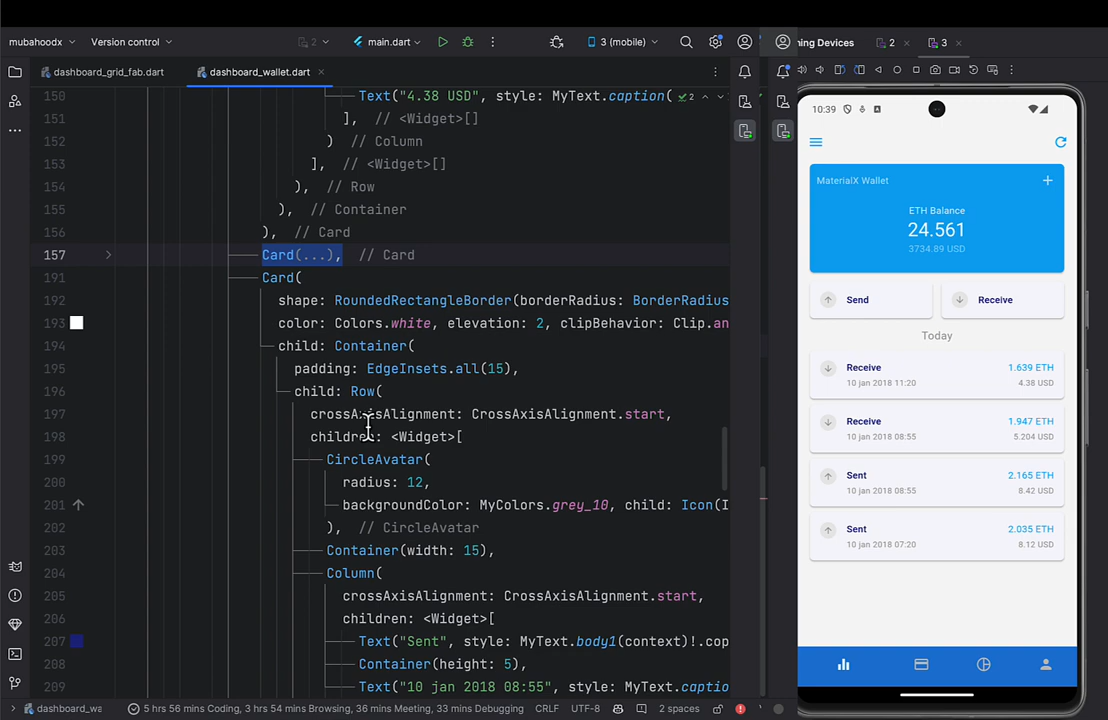 mubahoodx
Version control
2
main.dart
3 (mobile)
ning Devices
2
3
dashboard_grid_fab.dart
dashboard_wallet.dart
150 Text("4.38 USD", style: MyText.caption( 2
151 ], // <Widget>[]
152 ) // Column
153 ], // <Widget>[]
154 ), // Row
155 ), // Container
156 ), // Card
157 Card(...), // Card
191 Card(
192 shape: RoundedRectangleBorder(borderRadius: BorderRadius
193 color: Colors.white, elevation: 2, clipBehavior: Clip.an
194 child: Container(
195 padding: EdgeInsets.all(15),
196 child: Row(
197 crossAxisAlignment: CrossAxisAlignment.start,
198 children: <Widget>[
199 CircleAvatar(
200 radius: 12,
201 backgroundColor: MyColors.grey_10, child: Icon(I
202 ), // CircleAvatar
203 Container(width: 15),
204 Column(
205 crossAxisAlignment: CrossAxisAlignment.start,
206 children: <Widget>[
207 Text("Sent", style: MyText.body1(context)!.cop
208 Container(height: 5),
209 Text("10 jan 2018 08:55", style: MyText.captio
dashboard_wa
5 hrs 56 mins Coding, 3 hrs 54 mins Browsing, 36 mins Meeting, 33 mins Debugging
CRLF
UTF-8
2 spaces
10:39
MaterialX Wallet
ETH Balance
24.561
3734.89 USD
Send
Receive
Today
Receive 1.639 ETH
10 jan 2018 11:20 4.38 USD
Receive 1.947 ETH
10 jan 2018 08:55 5.204 USD
Sent 2.165 ETH
10 jan 2018 08:55 8.42 USD
Sent 2.035 ETH
10 jan 2018 07:20 8.12 USD